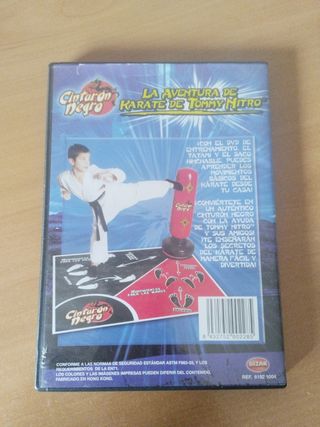 Cinturón
Negro
LA AVENTURA DE
KARATE DE TOMMY NITRO
¡CON EL DVD DE
ENTRENAMIENTO, EL
TATAMI Y EL SACO
HINCHABLE PUEDES
APRENDER LOS
MOVIMIENTOS
BÁSICOS DEL
KÁRATE DESDE
TU CASA!
¡CONVIÉRTETE EN
UN AUTÉNTICO
CINTURÓN NEGRO
CON LA AYUDA
DE TOMMY NITRO
Y SUS AMIGOS!
¡TE ENSEÑARÁN
LOS SECRETOS
DEL KÁRATE DE
MANERA FÁCIL Y
DIVERTIDA!
Cinturón
Negro
CONFORME A LAS NORMAS DE SEGURIDAD ESTÁNDAR ASTM F963-03, Y LOS
REQUERIMIENTOS DE LA EN71.
LOS COLORES Y LAS IMÁGENES IMPRESAS PUEDEN DIFERIR DEL CONTENIDO.
FABRICADO EN HONG KONG.
BIZAK
REF. 6192 1004